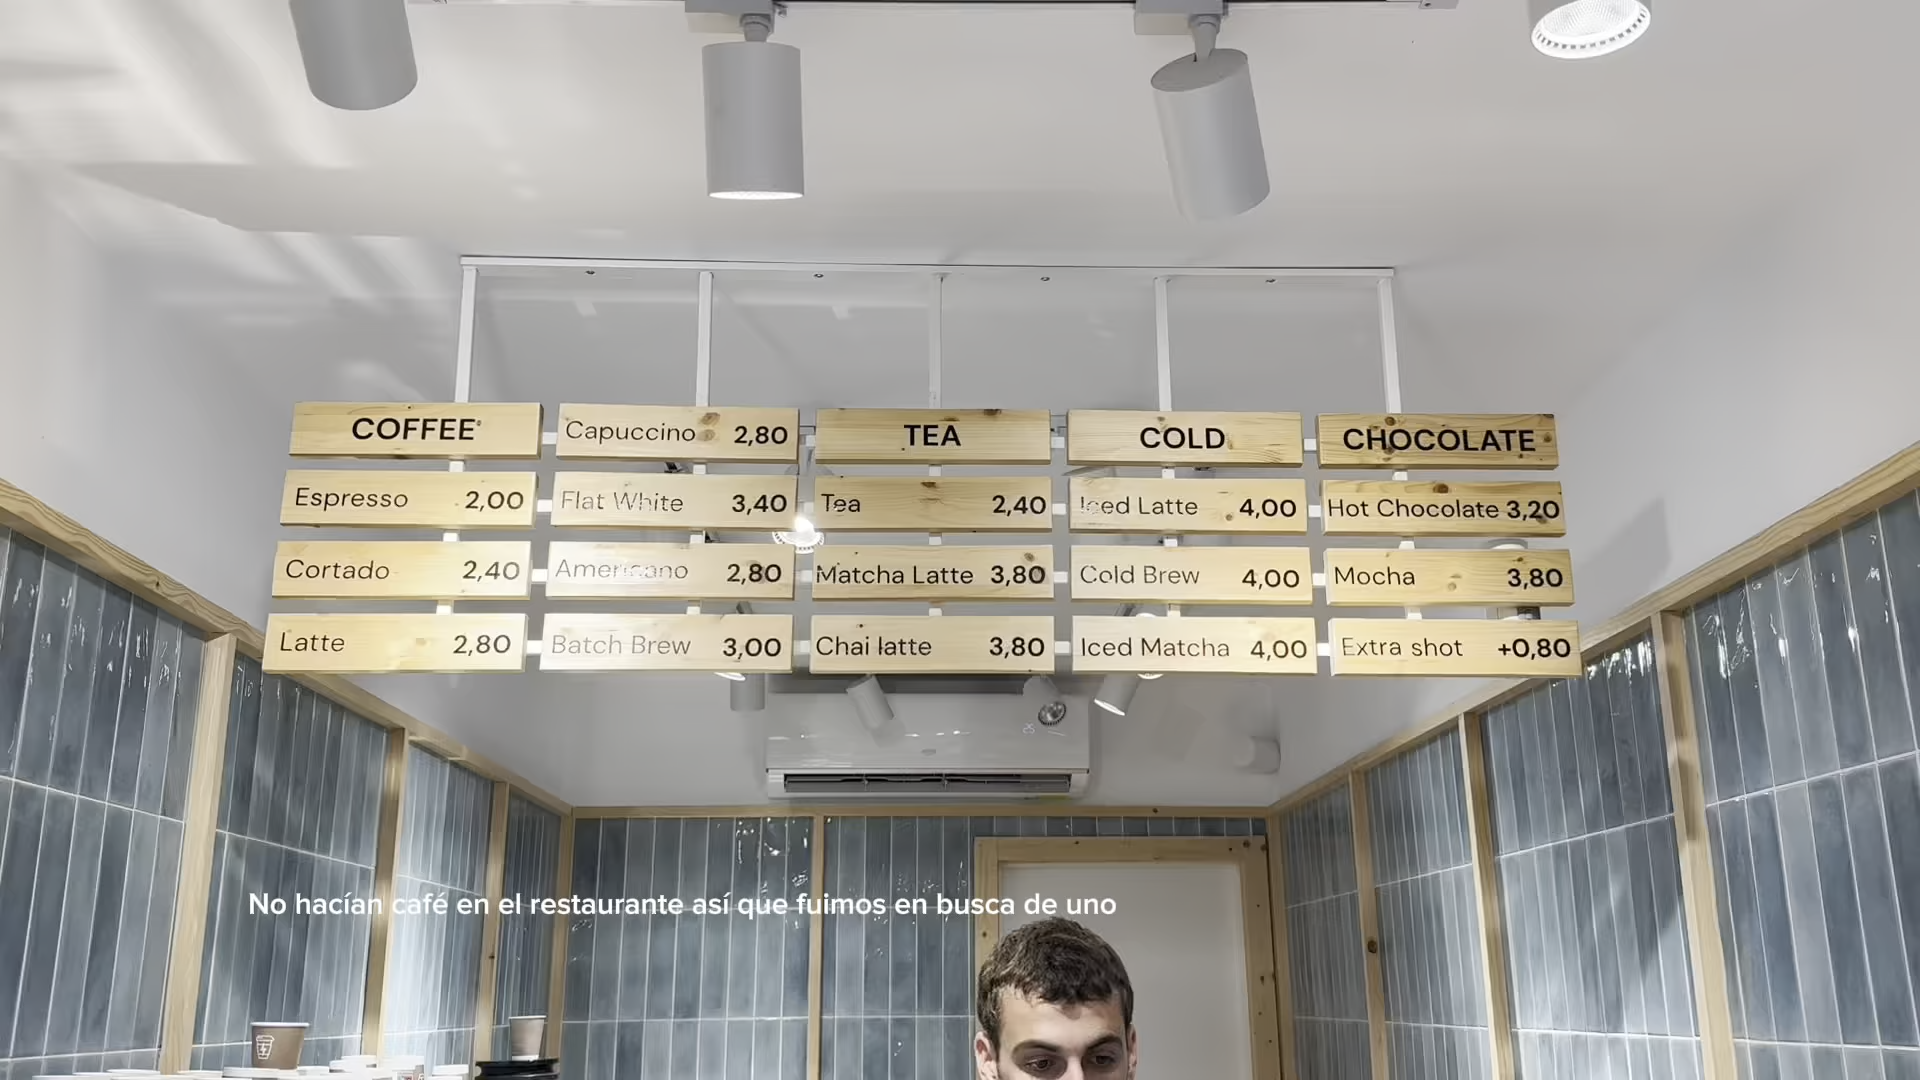 COFFEE
Espresso 2,00
Cortado 2,40
Latte 2,80
Capuccino 2,80
Flat White 3,40
Americano 2,80
Batch Brew 3,00
TEA
Tea 2,40
Matcha Latte 3,80
Chai latte 3,80
COLD
Iced Latte 4,00
Cold Brew 4,00
Iced Matcha 4,00
CHOCOLATE
Hot Chocolate 3,20
Mocha 3,80
Extra shot +0,80
No hacían café en el restaurante así que fuimos en busca de uno